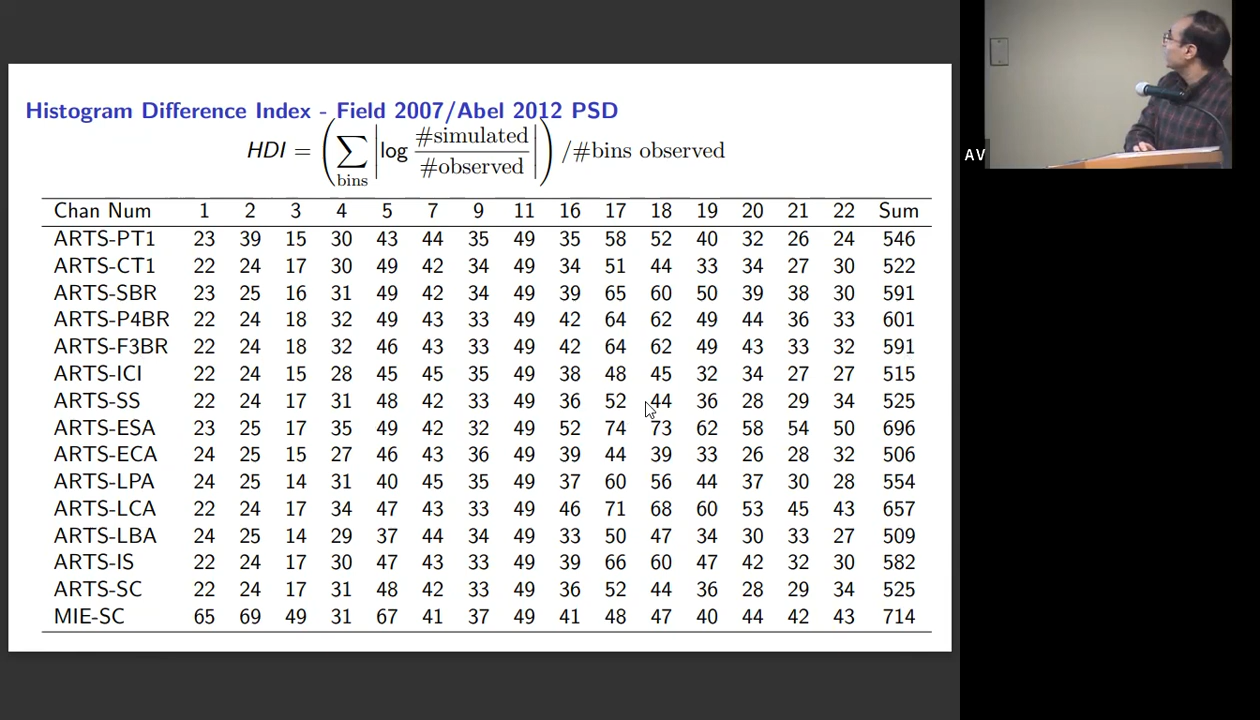 Histogram Difference Index - Field 2007/Abel 2012 PSD
HDI = (∑bins |log #simulated/#observed|) /#bins observed
Chan Num 1 2 3 4 5 7 9 11 16 17 18 19 20 21 22 Sum
ARTS-PT1 23 39 15 30 43 44 35 49 35 58 52 40 32 26 24 546
ARTS-CT1 22 24 17 30 49 42 34 49 34 51 44 33 34 27 30 522
ARTS-SBR 23 25 16 31 49 42 34 49 39 65 60 50 39 38 30 591
ARTS-P4BR 22 24 18 32 49 43 33 49 42 64 62 49 44 36 33 601
ARTS-F3BR 22 24 18 32 46 43 33 49 42 64 62 49 43 33 32 591
ARTS-ICI 22 24 15 28 45 45 35 49 38 48 45 32 34 27 27 515
ARTS-SS 22 24 17 31 48 42 33 49 36 52 44 36 28 29 34 525
ARTS-ESA 23 25 17 35 49 42 32 49 52 74 73 62 58 54 50 696
ARTS-ECA 24 25 15 27 46 43 36 49 39 44 39 33 26 28 32 506
ARTS-LPA 24 25 14 31 40 45 35 49 37 60 56 44 37 30 28 554
ARTS-LCA 22 24 17 34 47 43 33 49 46 71 68 60 53 45 43 657
ARTS-LBA 24 25 14 29 37 44 34 49 33 50 47 34 30 33 27 509
ARTS-IS 22 24 17 30 47 43 33 49 39 66 60 47 42 32 30 582
ARTS-SC 22 24 17 31 48 42 33 49 36 52 44 36 28 29 34 525
MIE-SC 65 69 49 31 67 41 37 49 41 48 47 40 44 42 43 714
AV